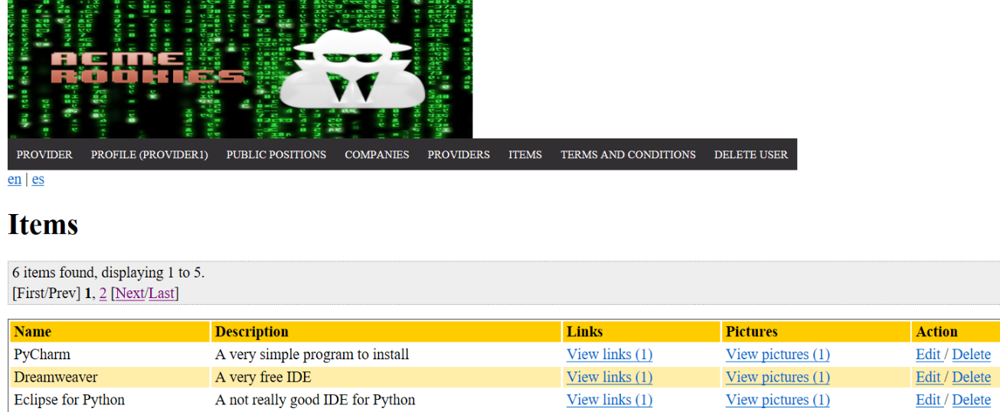 ACME
ROOKIES
PROVIDER PROFILE (PROVIDER1) PUBLIC POSITIONS COMPANIES PROVIDERS ITEMS TERMS AND CONDITIONS DELETE USER
en | es
Items
6 items found, displaying 1 to 5.
[First/Prev] 1, 2 [Next/Last]
Name Description Links Pictures Action
PyCharm A very simple program to install View links (1) View pictures (1) Edit / Delete
Dreamweaver A very free IDE View links (1) View pictures (1) Edit / Delete
Eclipse for Python A not really good IDE for Python View links (1) View pictures (1) Edit / Delete